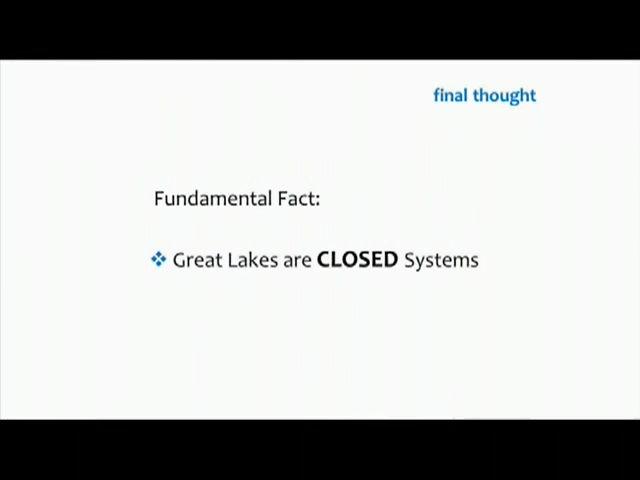 final thought
Fundamental Fact:
❖ Great Lakes are CLOSED Systems